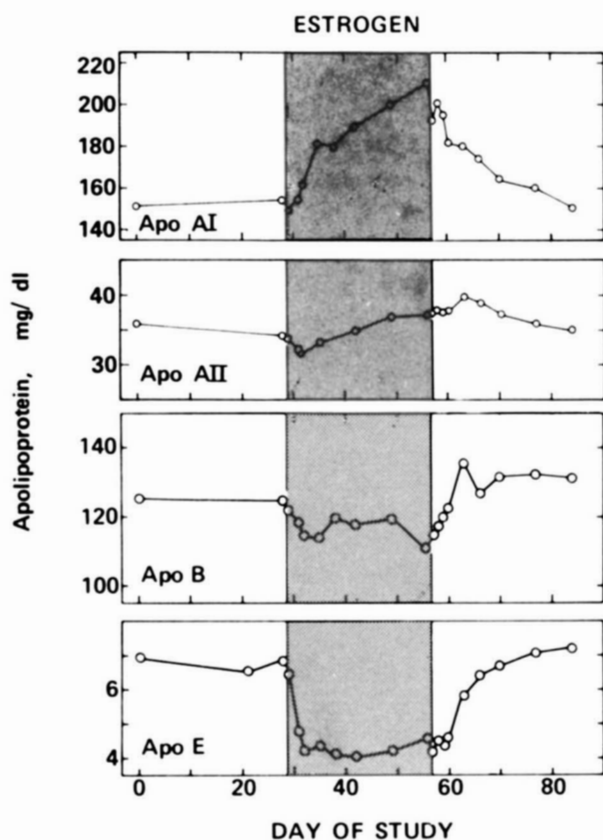 ESTROGEN
220
200
180
160
140
Apo AI
40
30
Apo AII
140
120
100
Apo B
6
4
Apo E
0 20 40 60 80
DAY OF STUDY
Apolipoprotein, mg/dl